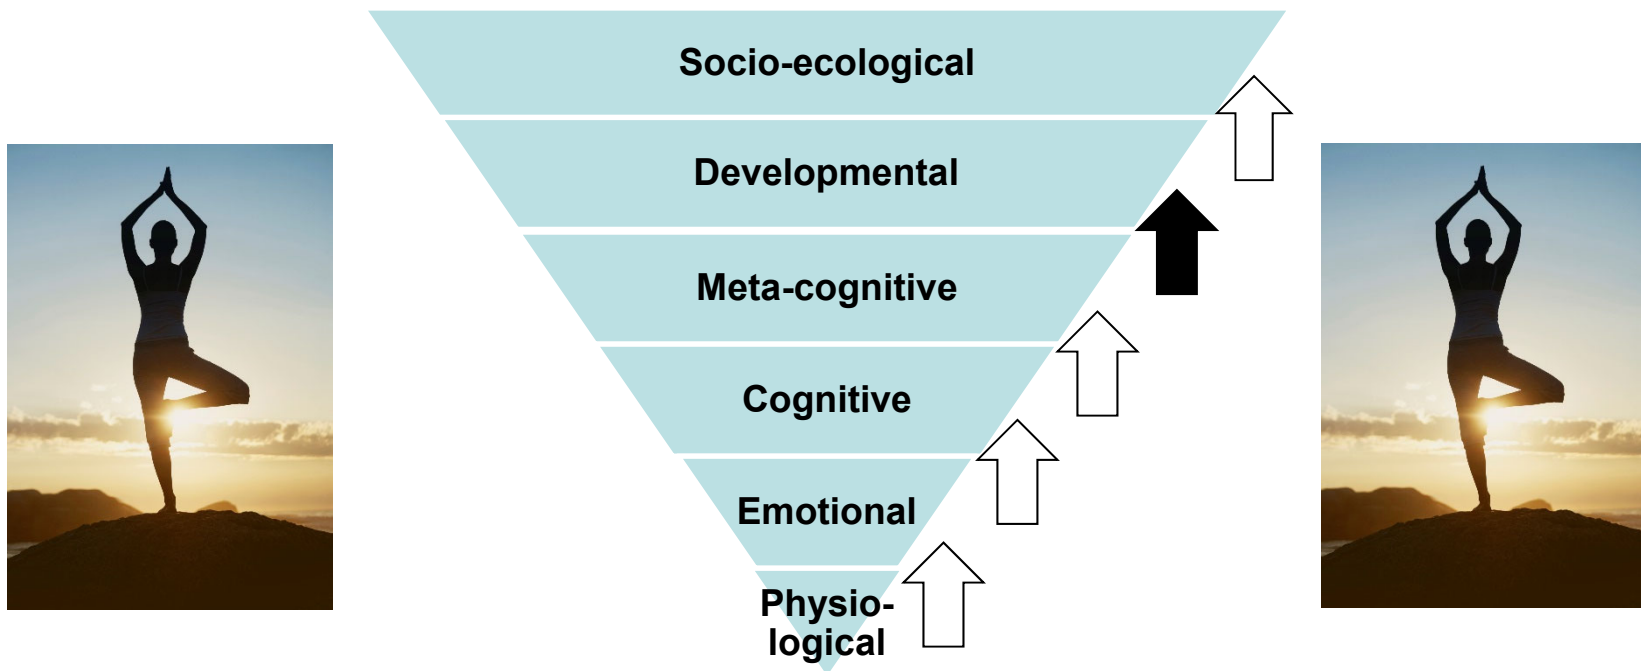 Socio-ecological
Developmental
Meta-cognitive
Cognitive
Emotional
Physio-
logical